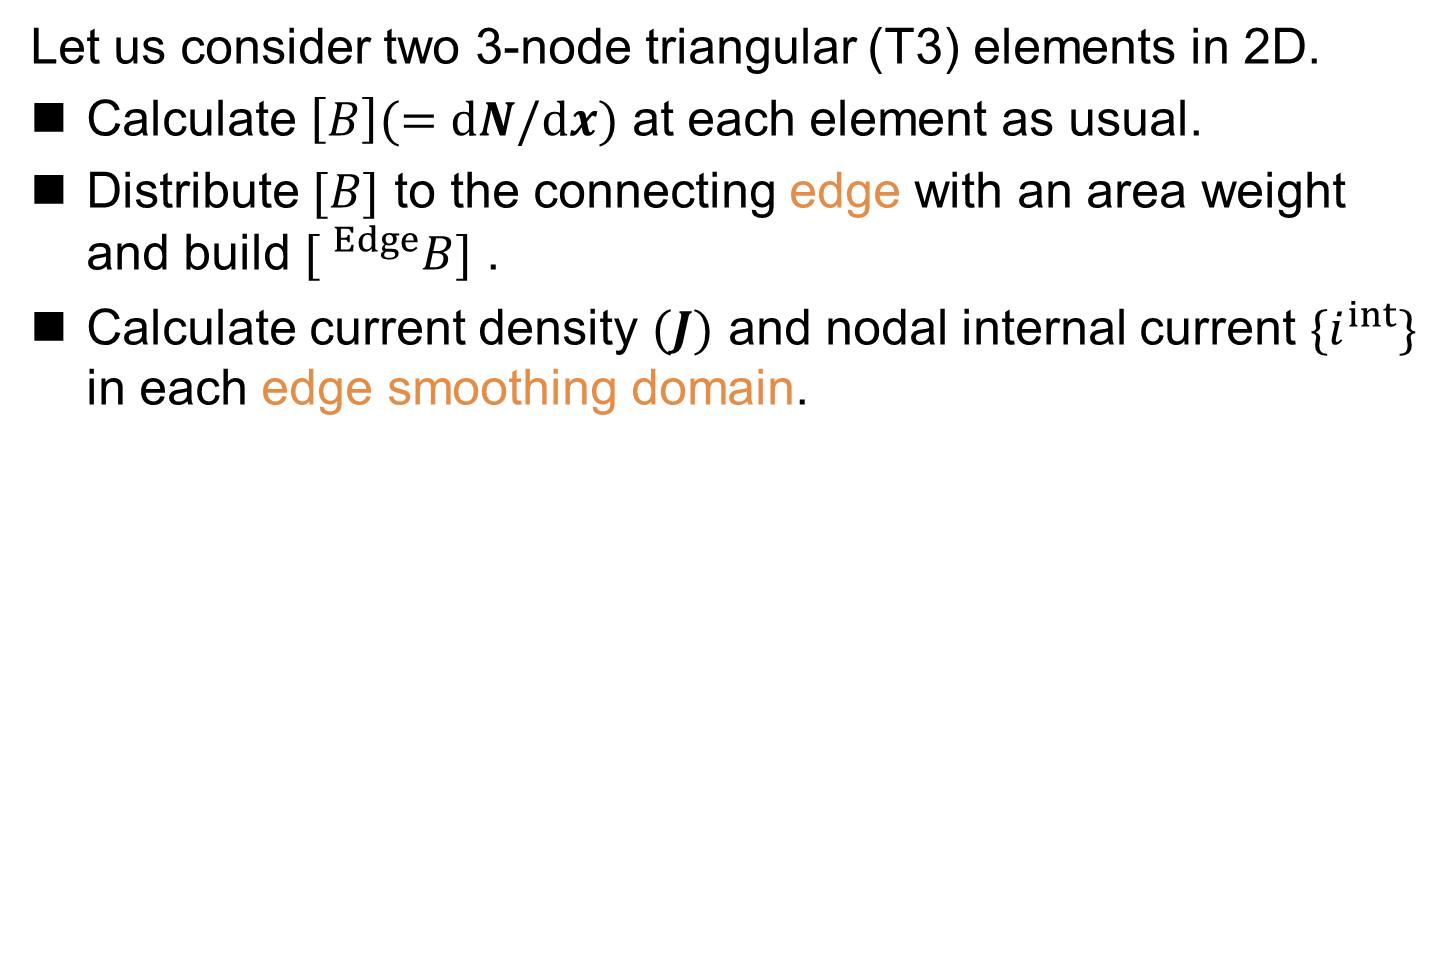 Let us consider two 3-node triangular (T3) elements in 2D.
■ Calculate [B](= d𝑵/d𝒙) at each element as usual.
■ Distribute [B] to the connecting edge with an area weight
and build [ ᴱᵈᵍᵉB] .
■ Calculate current density (𝑱) and nodal internal current {iⁱⁿᵗ}
in each edge smoothing domain.